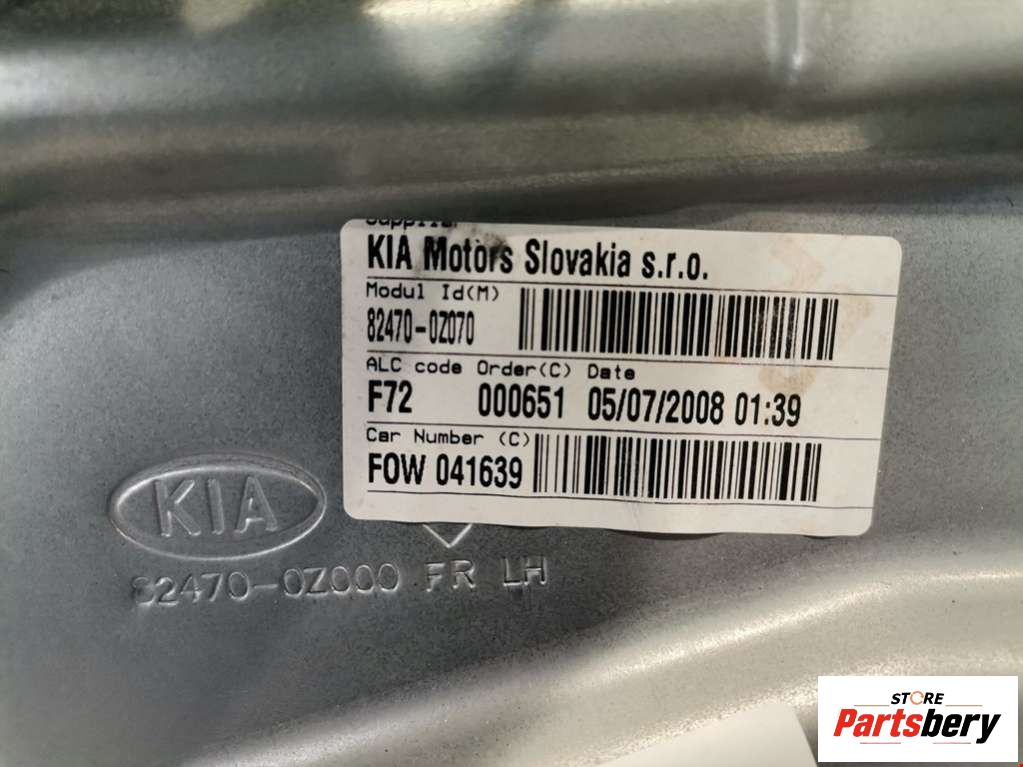 Supplier
KIA Motors Slovakia s.r.o.
Modul Id(M)
82470-0Z070
ALC code Order(C) Date
F72 000651 05/07/2008 01:39
Car Number (C)
FOW 041639
KIA
82470-0Z000 FR LH
STORE
Partsbery